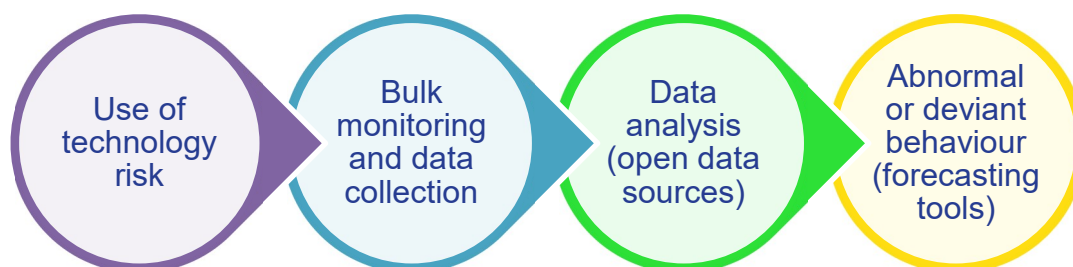 Use of
technology
risk
Bulk
monitoring
and data
collection
Data
analysis
(open data
sources)
Abnormal
or deviant
behaviour
(forecasting
tools)